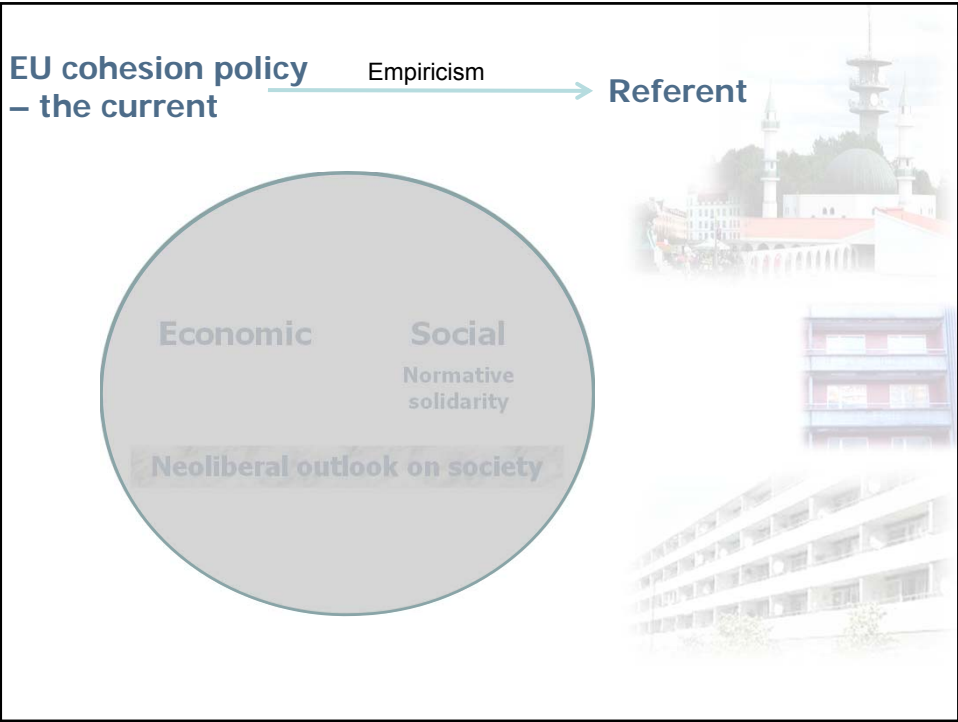 EU cohesion policy
– the current
Empiricism
Referent
Economic
Social
Normative
solidarity
Neoliberal outlook on society